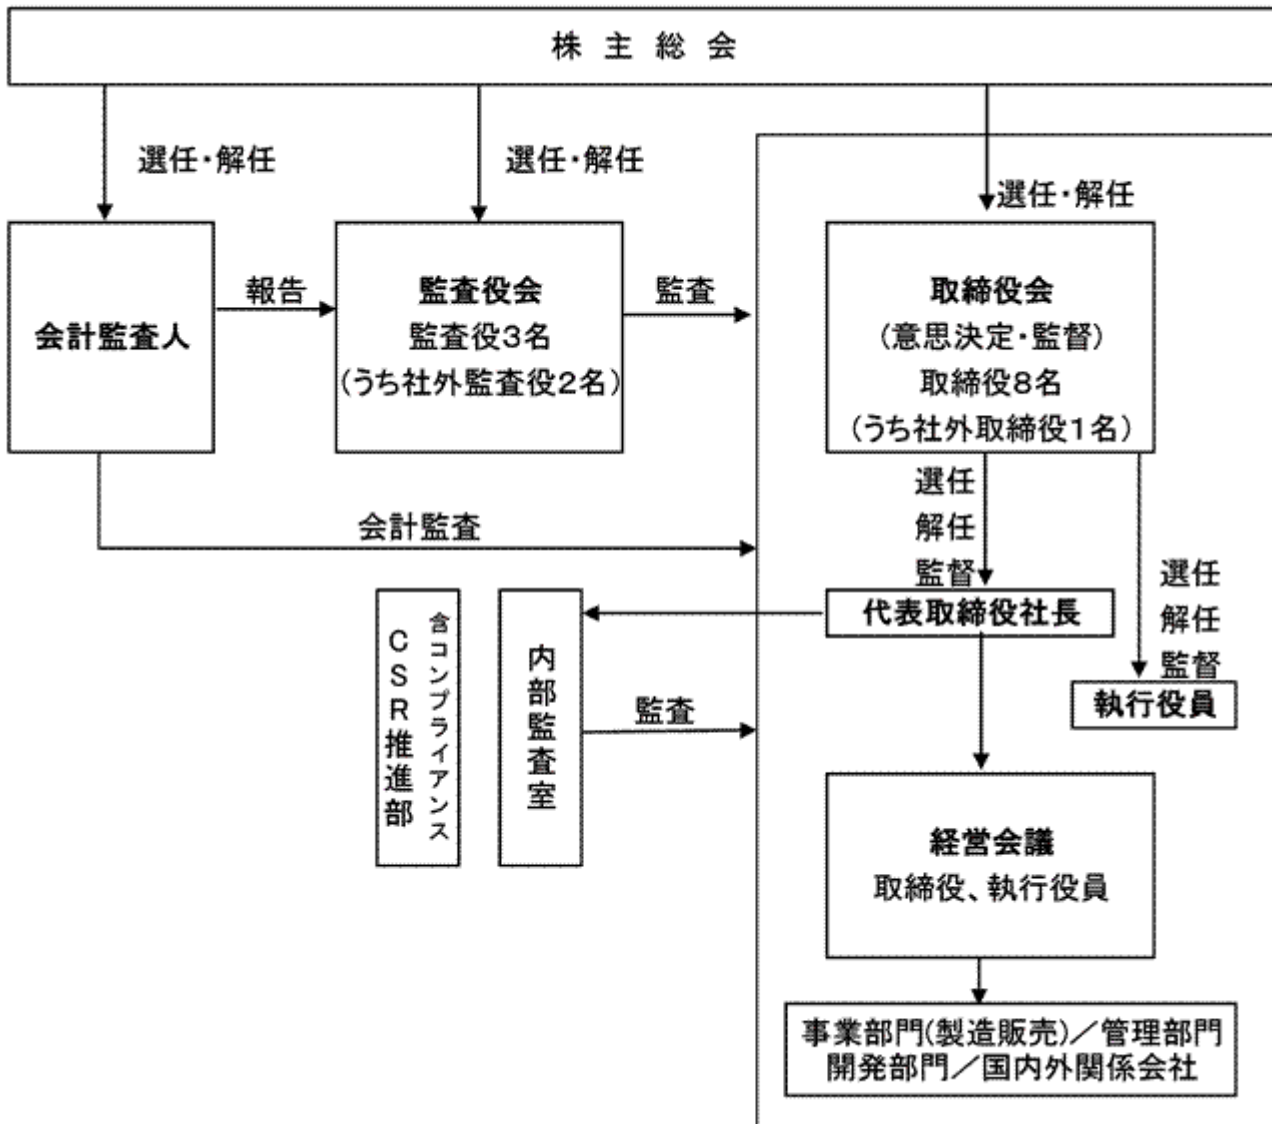 株主総会
選任・解任
選任・解任
選任・解任
会計監査人
報告
監査役会
監査役3名
(うち社外監査役2名)
監査
取締役会
(意思決定・監督)
取締役8名
(うち社外取締役1名)
会計監査
選任
解任
監督
選任
解任
監督
代表取締役社長
執行役員
含コンプライアンス
CSR推進部
内部監査室
監査
経営会議
取締役、執行役員
事業部門(製造販売)／管理部門
開発部門／国内外関係会社